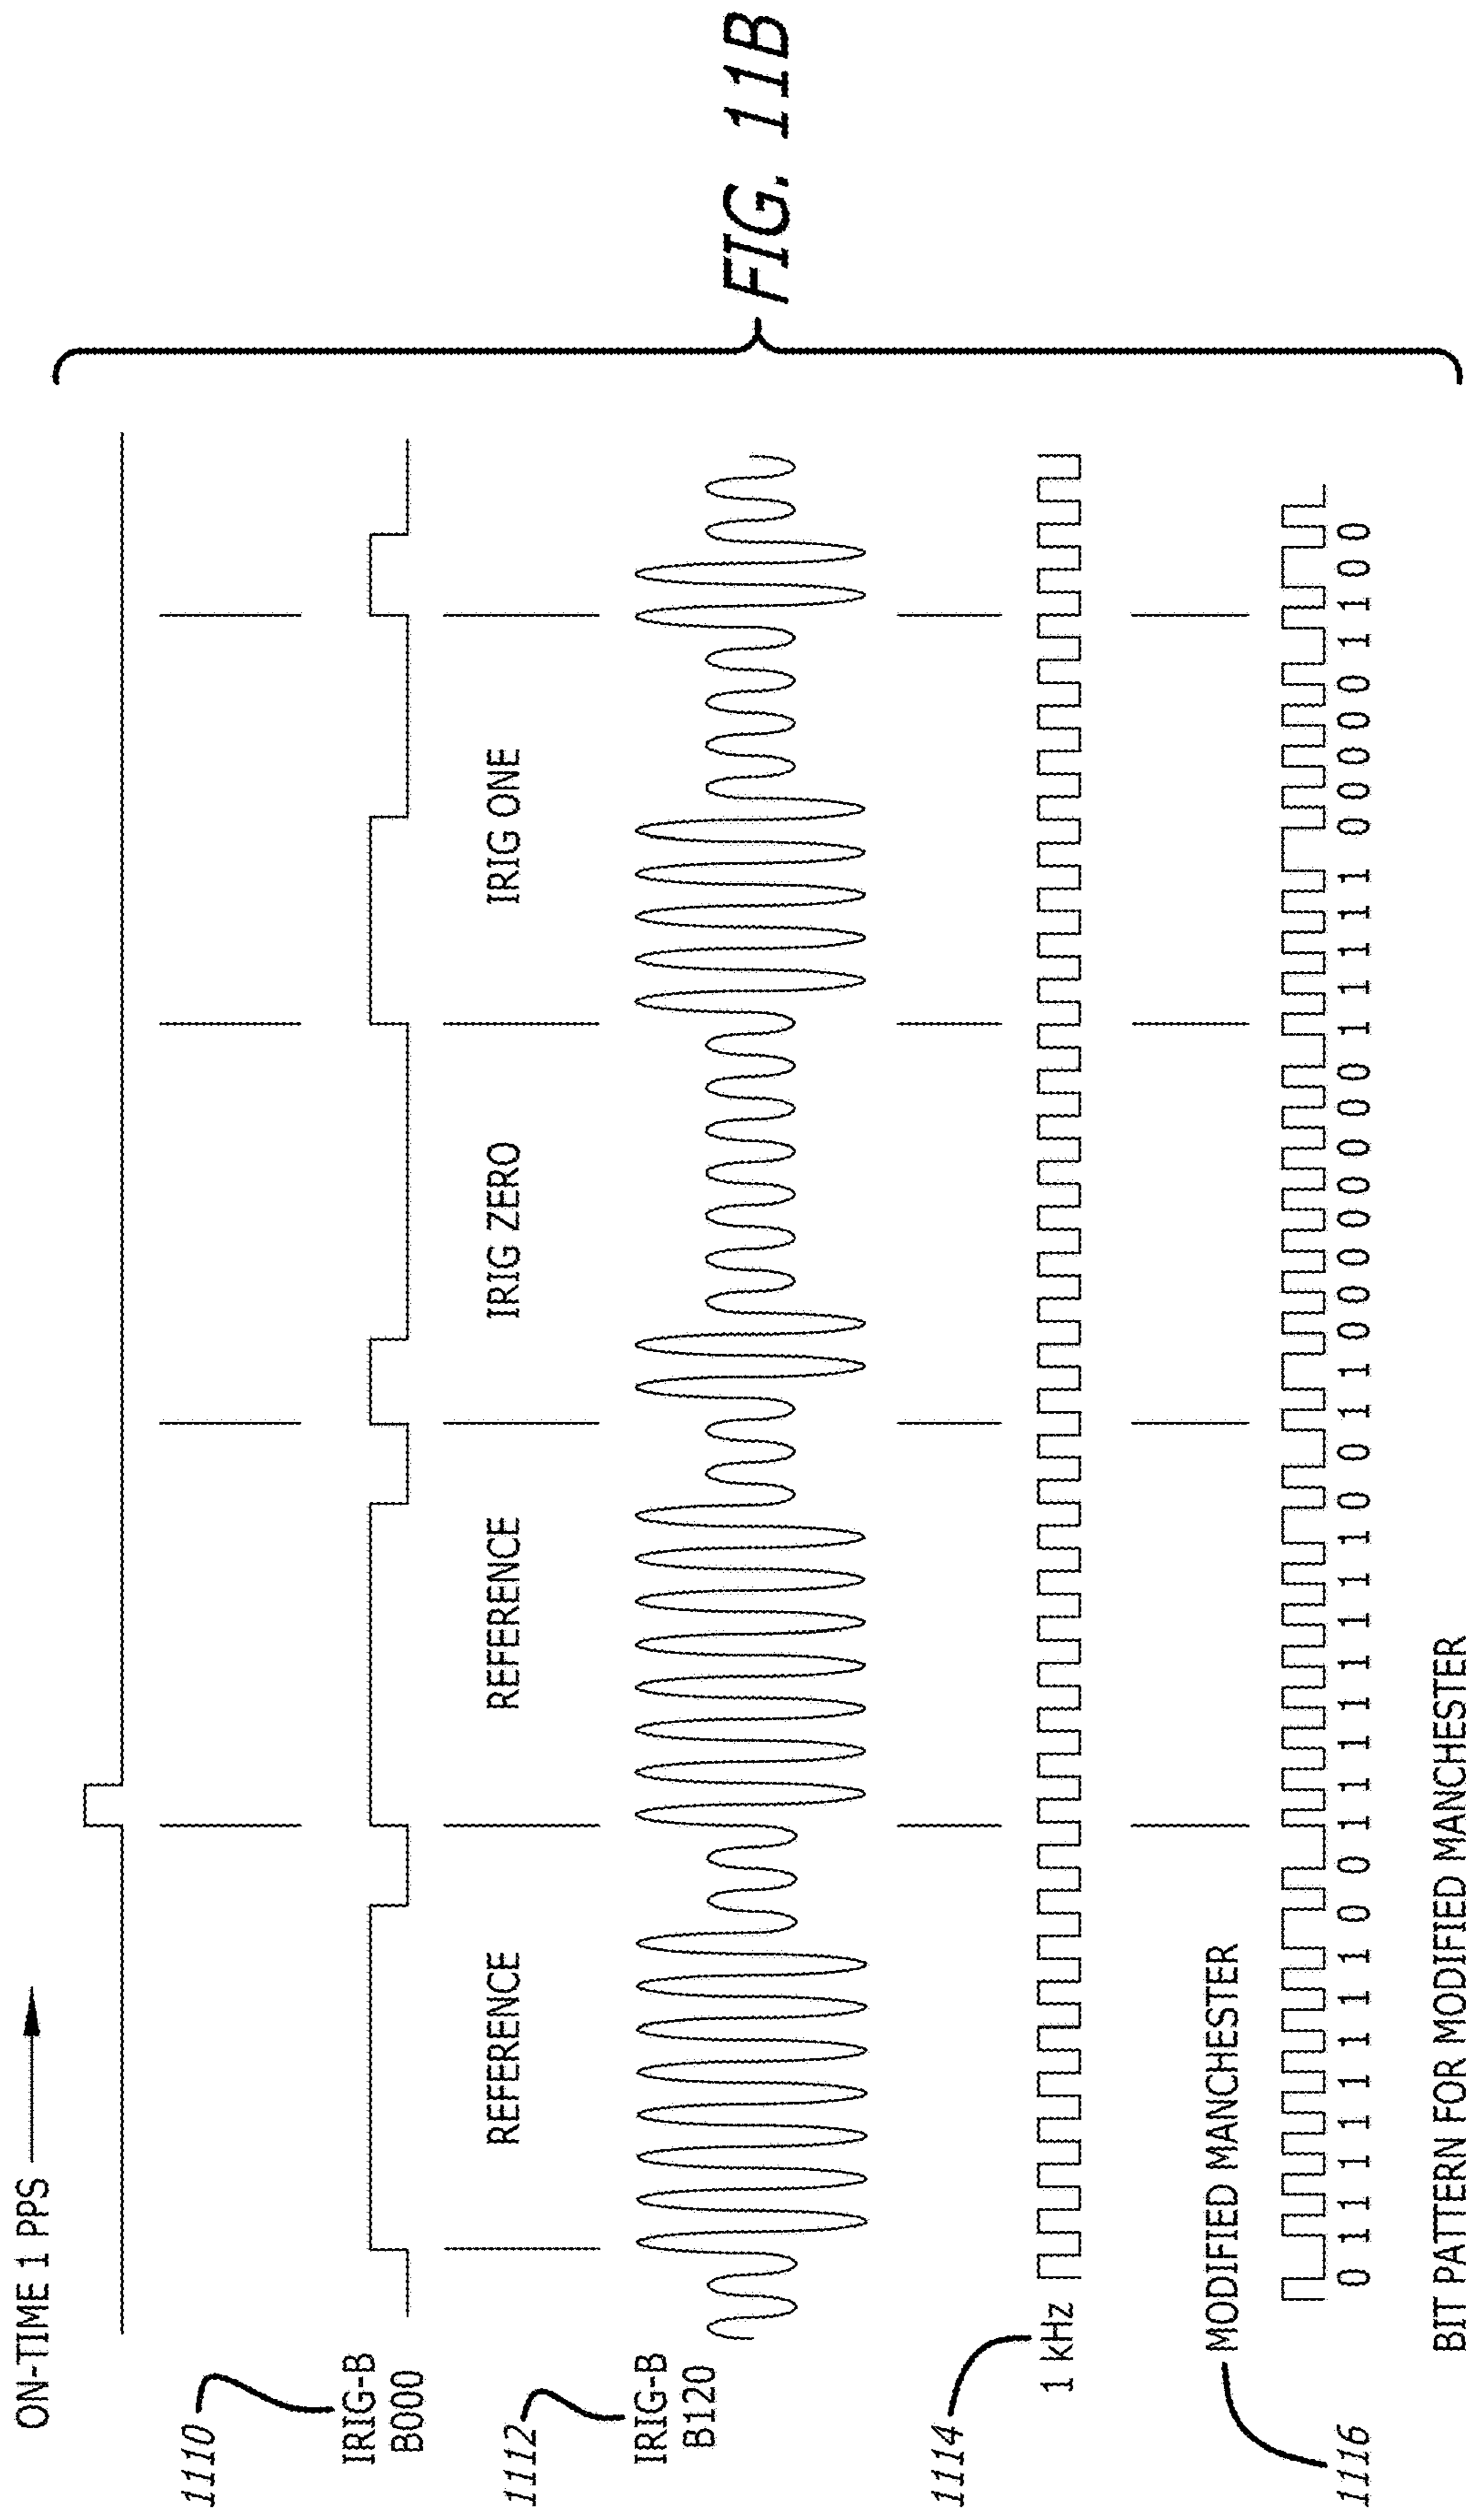 ON-TIME 1 PPS
1110
IRIG-B
B000
REFERENCE REFERENCE IRIG ZERO IRIG ONE
1112
IRIG-B
B120
1114
1 kHz
MODIFIED MANCHESTER
1116
0 1 1 1 1 1 1 1 1 0 0 1 1 1 1 1 1 1 1 0 0 1 1 0 0 0 0 0 0 0 0 1 1 1 1 1 0 0 0 0 0 1 1 0 0
BIT PATTERN FOR MODIFIED MANCHESTER
FIG. 11B